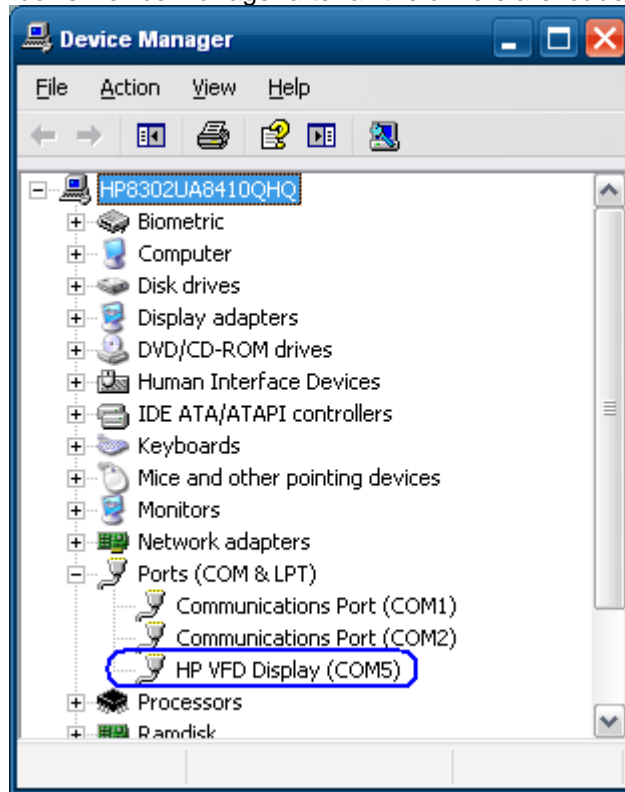 Device Manager
File Action View Help
HP8302UA8410QHQ
Biometric
Computer
Disk drives
Display adapters
DVD/CD-ROM drives
Human Interface Devices
IDE ATA/ATAPI controllers
Keyboards
Mice and other pointing devices
Monitors
Network adapters
Ports (COM & LPT)
Communications Port (COM1)
Communications Port (COM2)
HP VFD Display (COM5)
Processors
Ramdisk